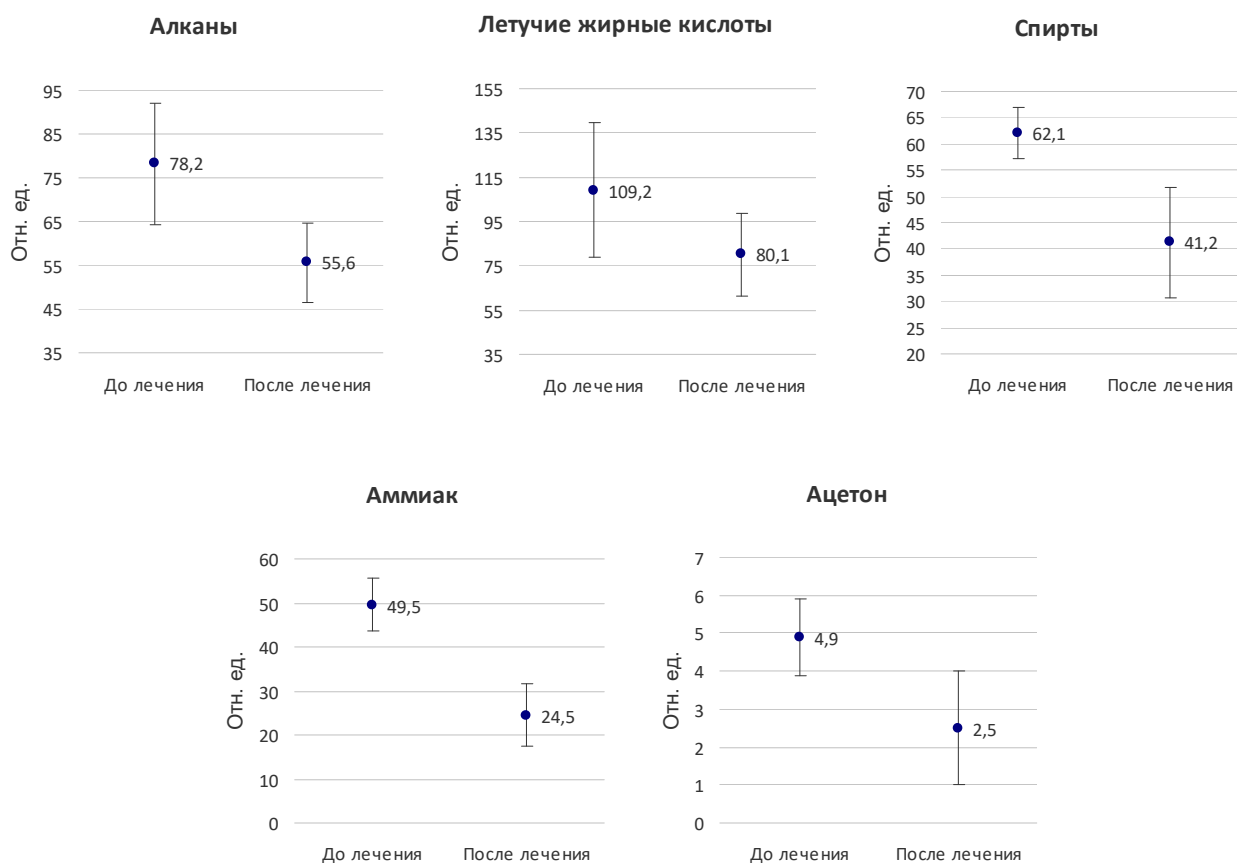 Алканы
95
85
75
65
55
45
35
Отн. ед.
78,2
55,6
До лечения
После лечения
Летучие жирные кислоты
155
135
115
95
75
55
35
Отн. ед.
109,2
80,1
До лечения
После лечения
Спирты
70
65
60
55
50
45
40
35
30
25
20
Отн. ед.
62,1
41,2
До лечения
После лечения
Аммиак
60
50
40
30
20
10
0
Отн. ед.
49,5
24,5
До лечения
После лечения
Ацетон
7
6
5
4
3
2
1
0
Отн. ед.
4,9
2,5
До лечения
После лечения